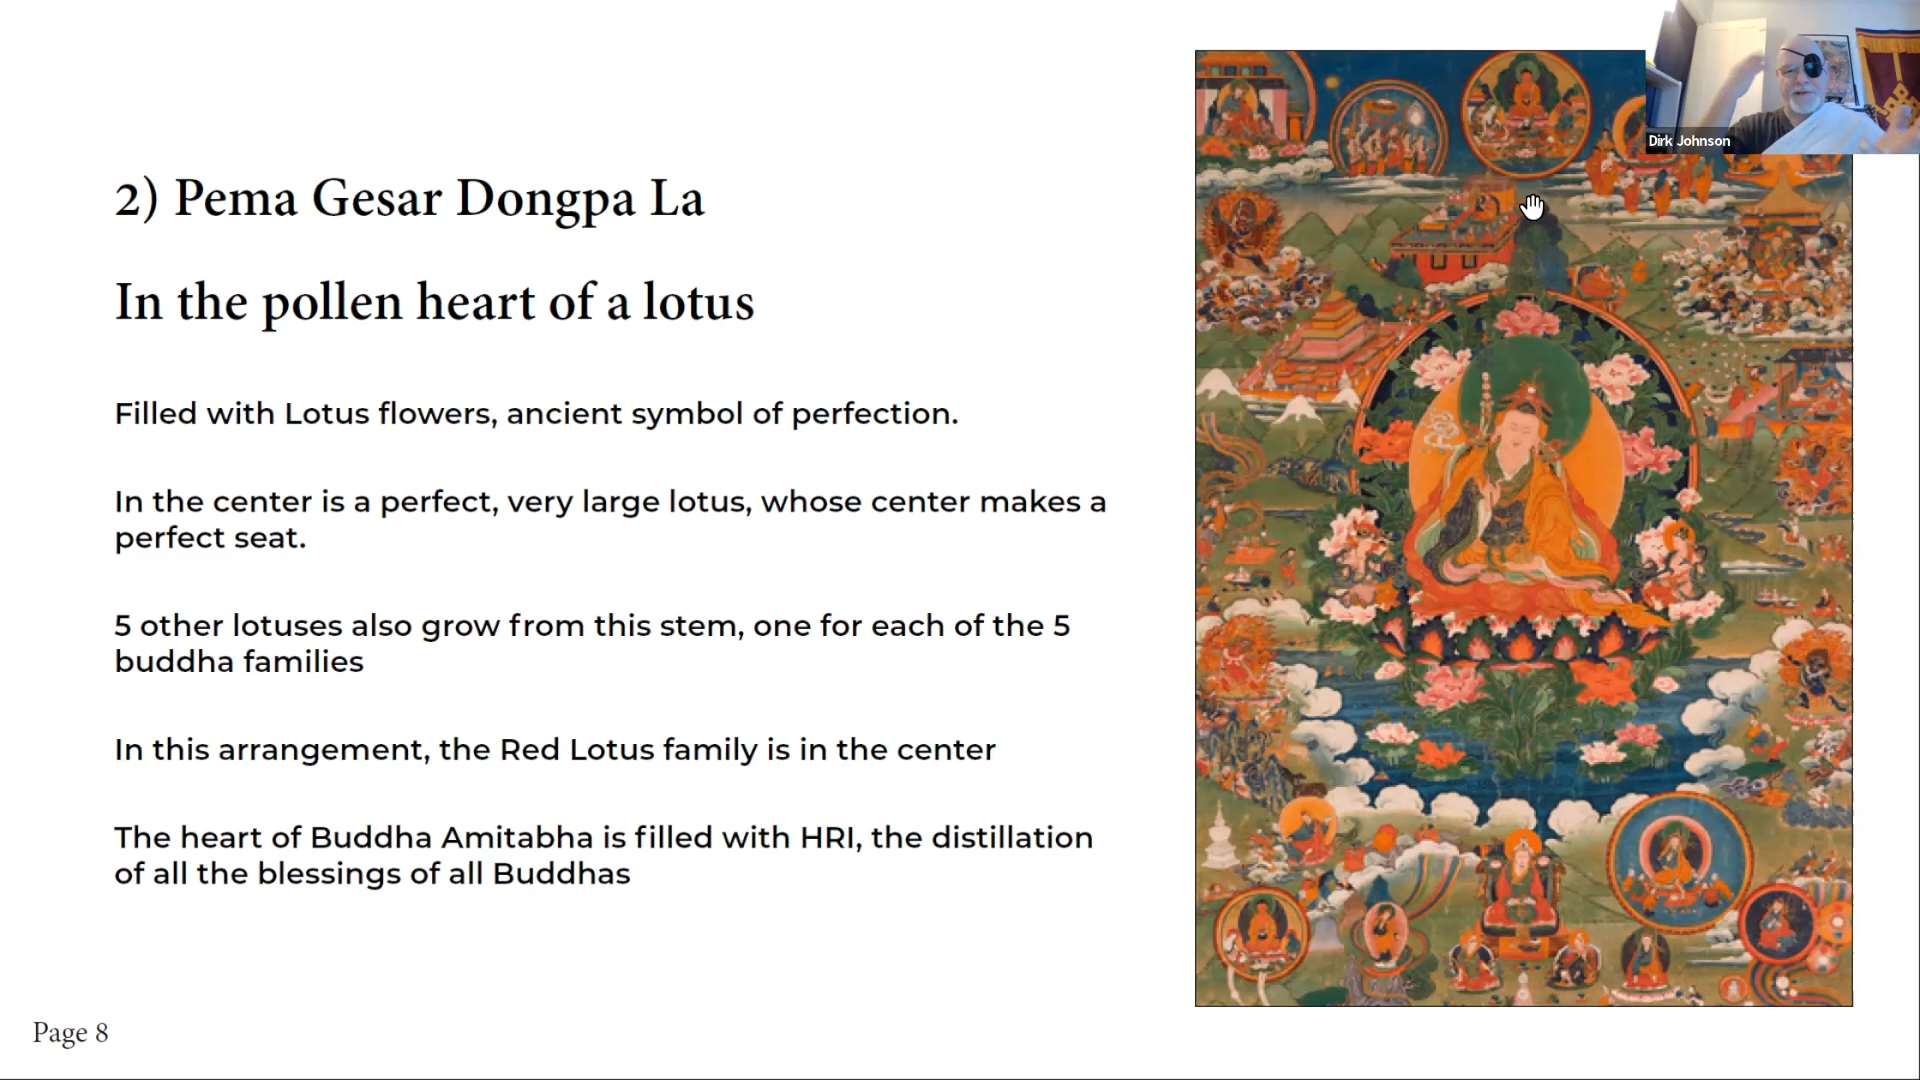 Dirk Johnson
2) Pema Gesar Dongpa La
In the pollen heart of a lotus
Filled with Lotus flowers, ancient symbol of perfection.
In the center is a perfect, very large lotus, whose center makes a
perfect seat.
5 other lotuses also grow from this stem, one for each of the 5
buddha families
In this arrangement, the Red Lotus family is in the center
The heart of Buddha Amitabha is filled with HRI, the distillation
of all the blessings of all Buddhas
Page 8